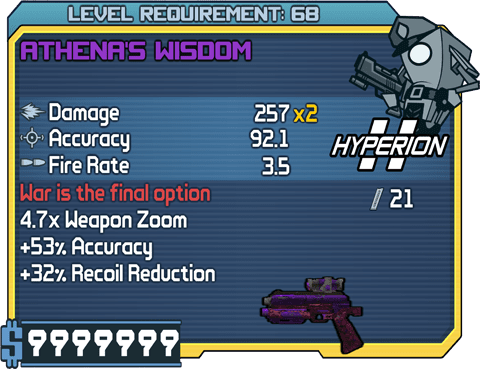 LEVEL REQUIREMENT: 68
ATHENA'S WISDOM
Damage 257 x2
Accuracy 92.1
Fire Rate 3.5
HYPERION
War is the final option
/ 21
4.7x Weapon Zoom
+53% Accuracy
+32% Recoil Reduction
$9999999